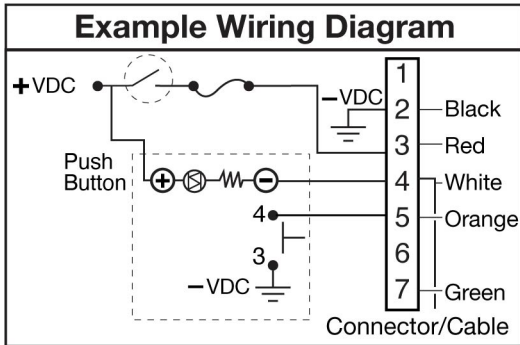 Example Wiring Diagram
+VDC
1
−VDC
2 Black
3 Red
Push
Button
+ −
4 White
4
5 Orange
3
6
−VDC
7 Green
Connector/Cable